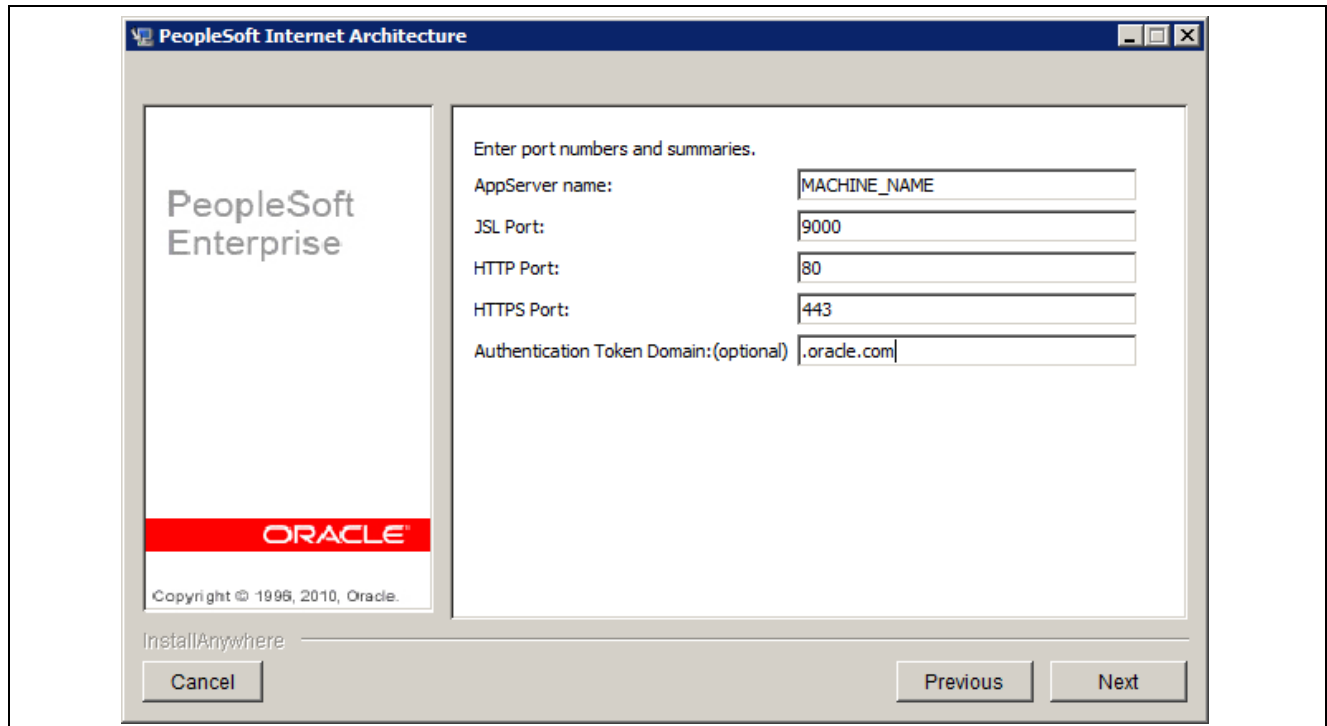 PeopleSoft Internet Architecture
PeopleSoft
Enterprise
ORACLE
Copyright © 1996, 2010, Oracle.
Enter port numbers and summaries.
AppServer name: MACHINE_NAME
JSL Port: 9000
HTTP Port: 80
HTTPS Port: 443
Authentication Token Domain:(optional) .oracle.com
InstallAnywhere
Cancel Previous Next